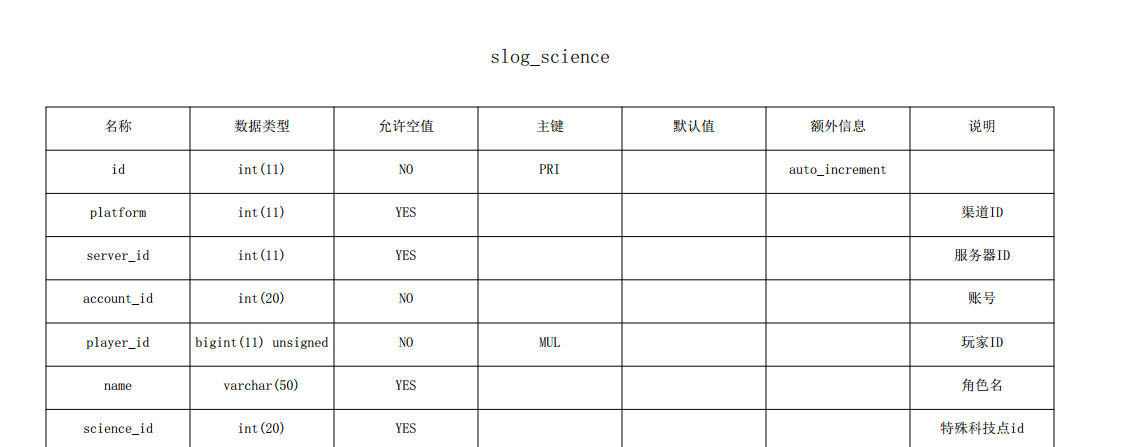 slog_science
名称 数据类型 允许空值 主键 默认值 额外信息 说明
id int(11) NO PRI auto_increment
platform int(11) YES 渠道ID
server_id int(11) YES 服务器ID
account_id int(20) NO 账号
player_id bigint(11) unsigned NO MUL 玩家ID
name varchar(50) YES 角色名
science_id int(20) YES 特殊科技点id